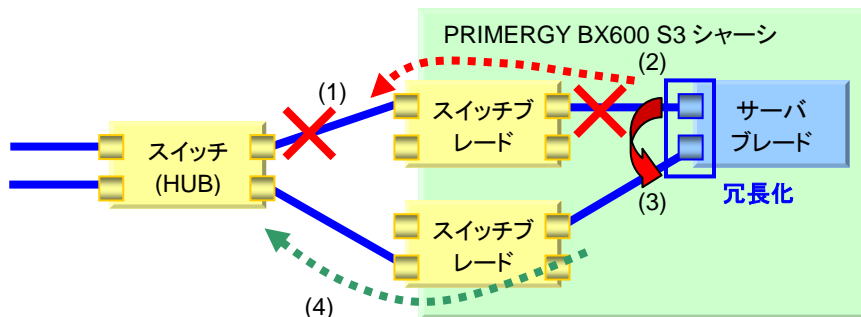 PRIMERGY BX600 S3 シャーシ
(1)
(2)
スイッチブ
レード
サーバ
ブレード
スイッチ
(HUB)
冗長化
(3)
スイッチブ
レード
(4)